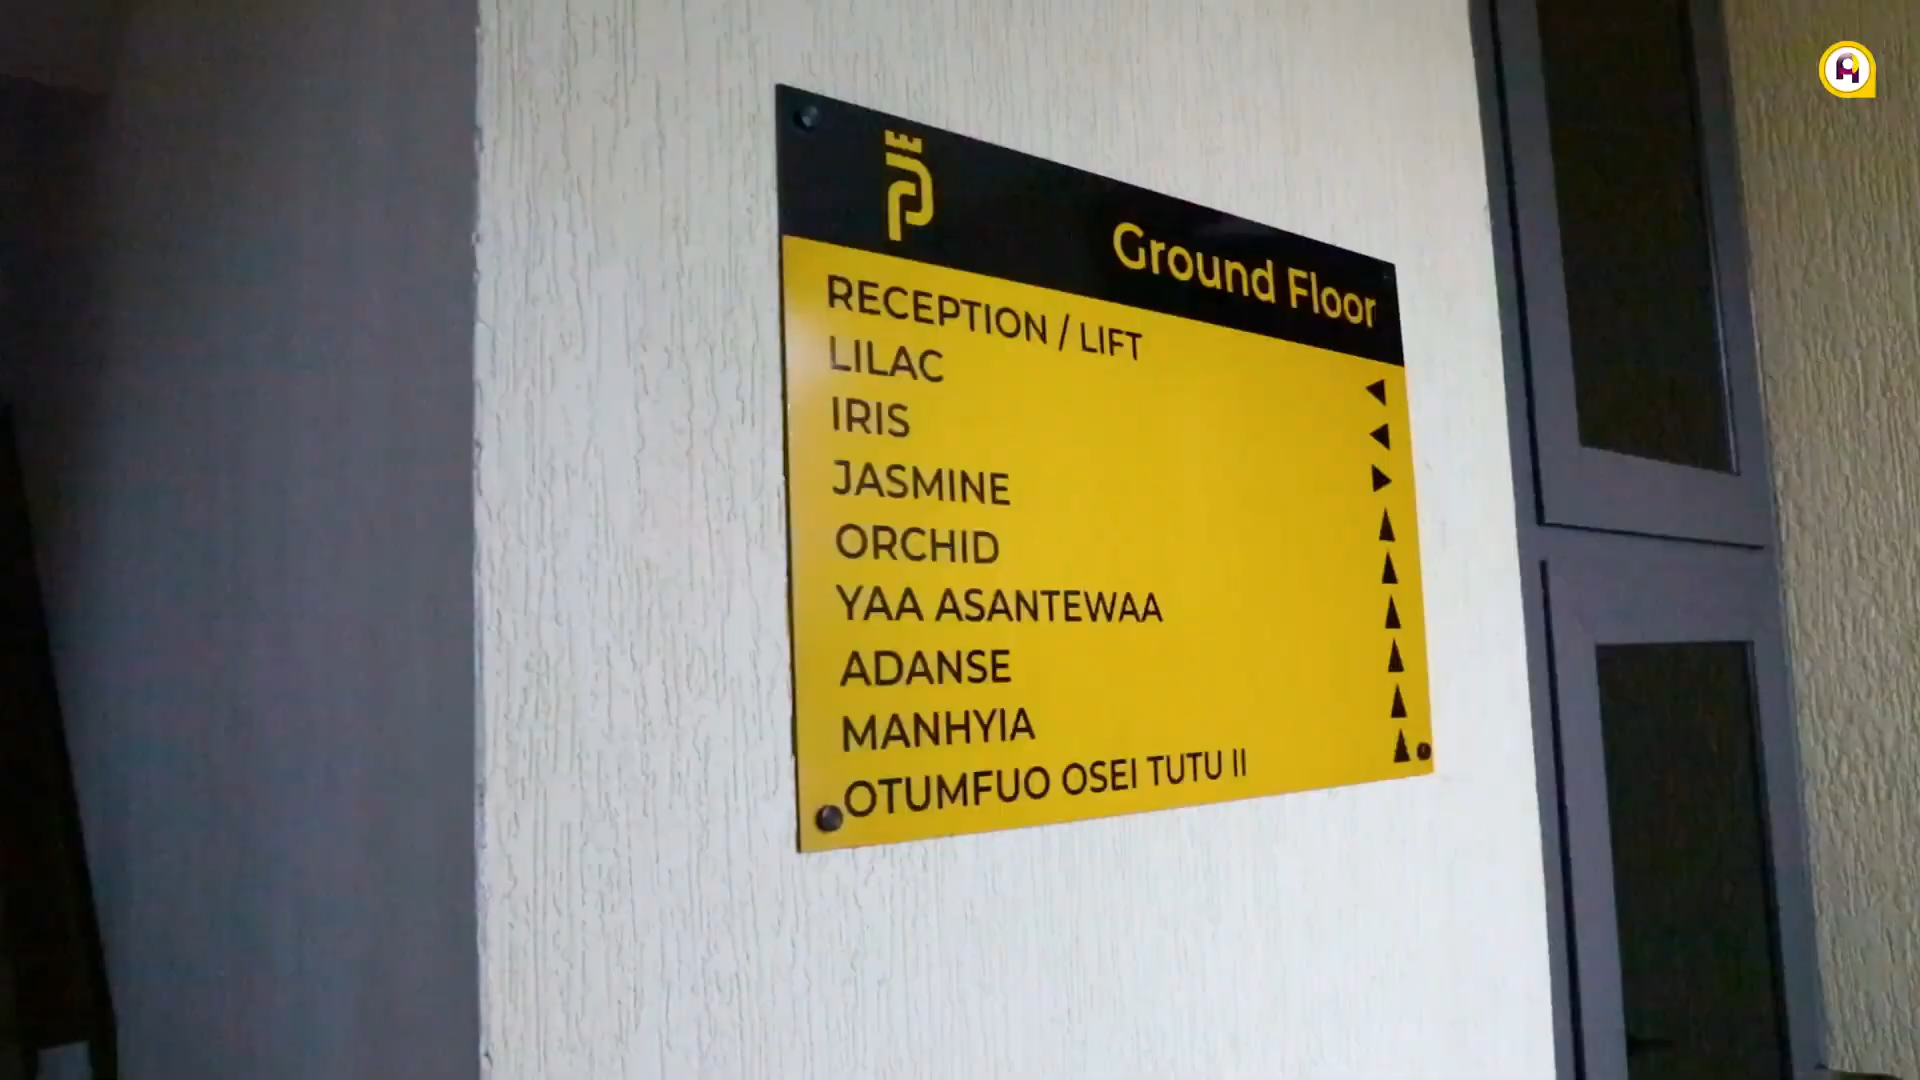 Ground Floor
RECEPTION / LIFT
LILAC
IRIS
JASMINE
ORCHID
YAA ASANTEWAA
ADANSE
MANHYIA
OTUMFUO OSEI TUTU II